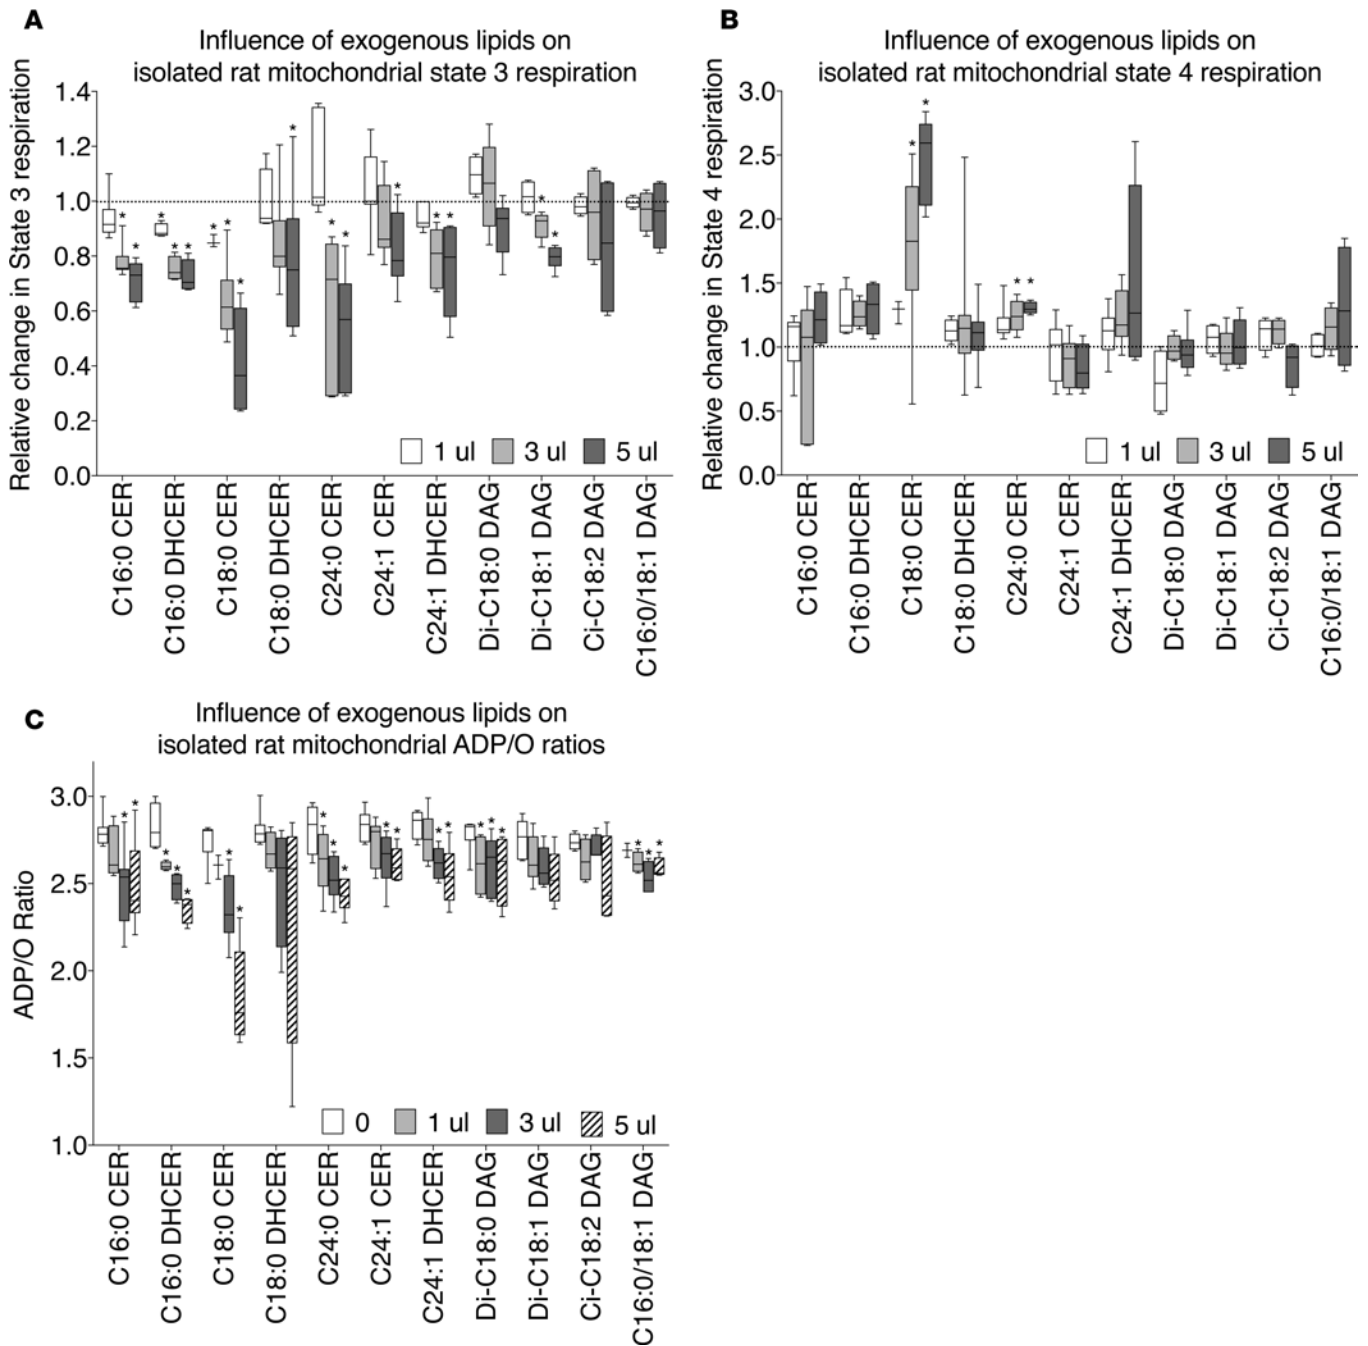 A
Influence of exogenous lipids on
isolated rat mitochondrial state 3 respiration
Relative change in State 3 respiration
1.4
1.2
1.0
0.8
0.6
0.4
0.2
0.0
* * * * * * * * * * * * * * * *
1 ul 3 ul 5 ul
C16:0 CER
C16:0 DHCER
C18:0 CER
C18:0 DHCER
C24:0 CER
C24:1 CER
C24:1 DHCER
Di-C18:0 DAG
Di-C18:1 DAG
Ci-C18:2 DAG
C16:0/18:1 DAG
B
Influence of exogenous lipids on
isolated rat mitochondrial state 4 respiration
Relative change in State 4 respiration
3.0
2.5
2.0
1.5
1.0
0.5
0.0
* * * *
1 ul 3 ul 5 ul
C16:0 CER
C16:0 DHCER
C18:0 CER
C18:0 DHCER
C24:0 CER
C24:1 CER
C24:1 DHCER
Di-C18:0 DAG
Di-C18:1 DAG
Ci-C18:2 DAG
C16:0/18:1 DAG
C
Influence of exogenous lipids on
isolated rat mitochondrial ADP/O ratios
ADP/O Ratio
3.0
2.5
2.0
1.5
1.0
* * * * * * * * * * * * * * * * * * * *
0 1 ul 3 ul 5 ul
C16:0 CER
C16:0 DHCER
C18:0 CER
C18:0 DHCER
C24:0 CER
C24:1 CER
C24:1 DHCER
Di-C18:0 DAG
Di-C18:1 DAG
Ci-C18:2 DAG
C16:0/18:1 DAG